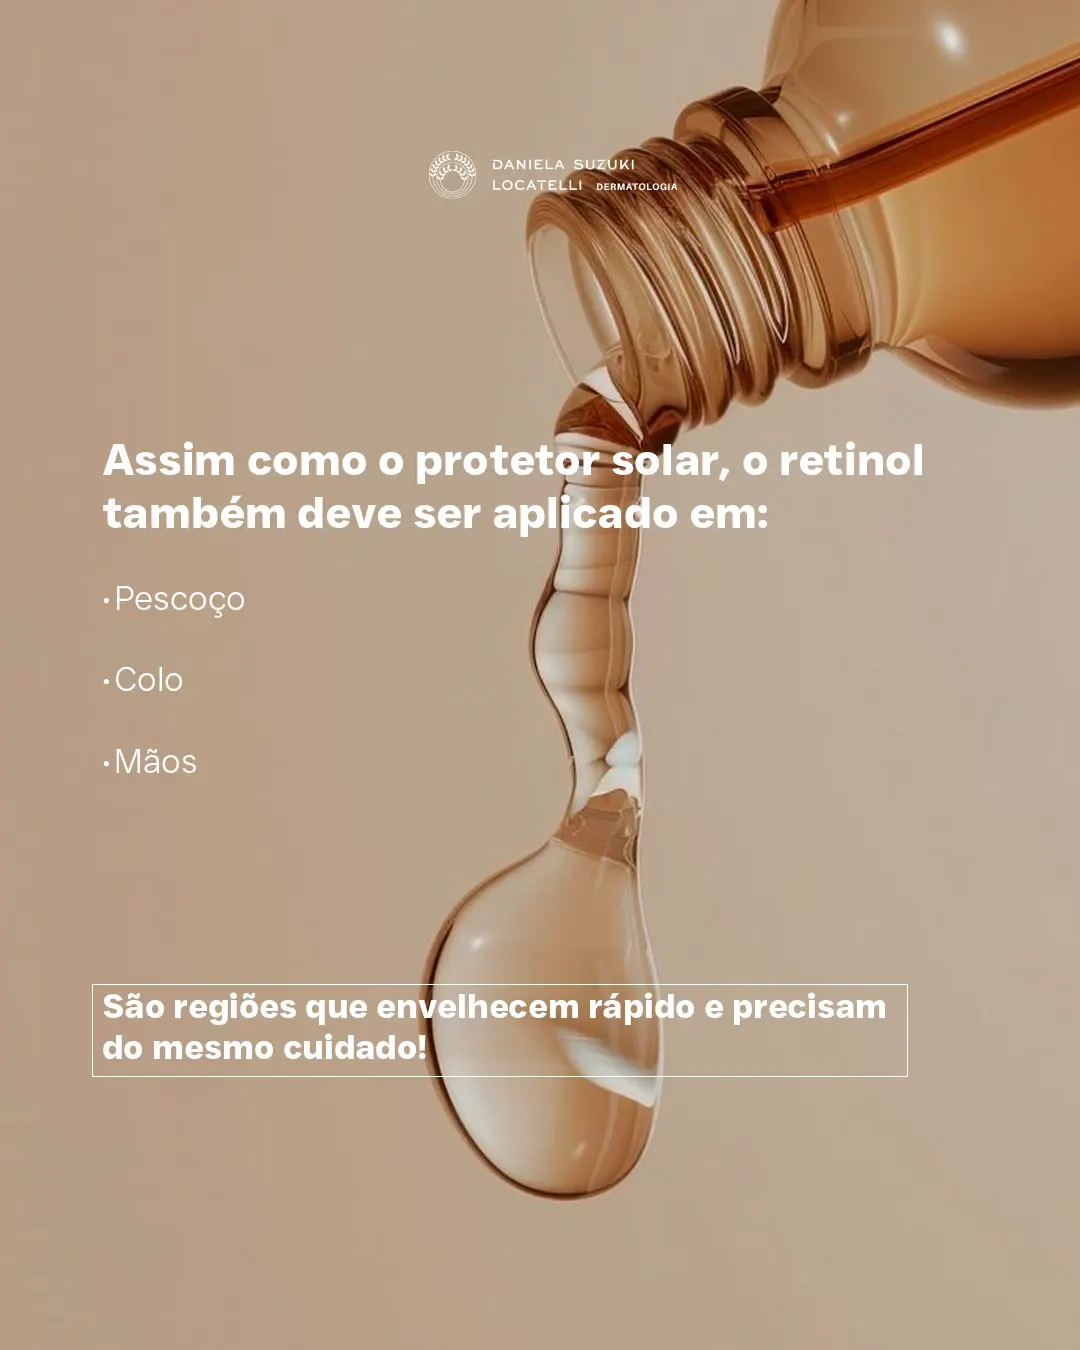 DANIELA SUZUKI
LOCATELLI DERMATOLOGIA
Assim como o protetor solar, o retinol
também deve ser aplicado em:
·Pescoço
·Colo
·Mãos
São regiões que envelhecem rápido e precisam
do mesmo cuidado!